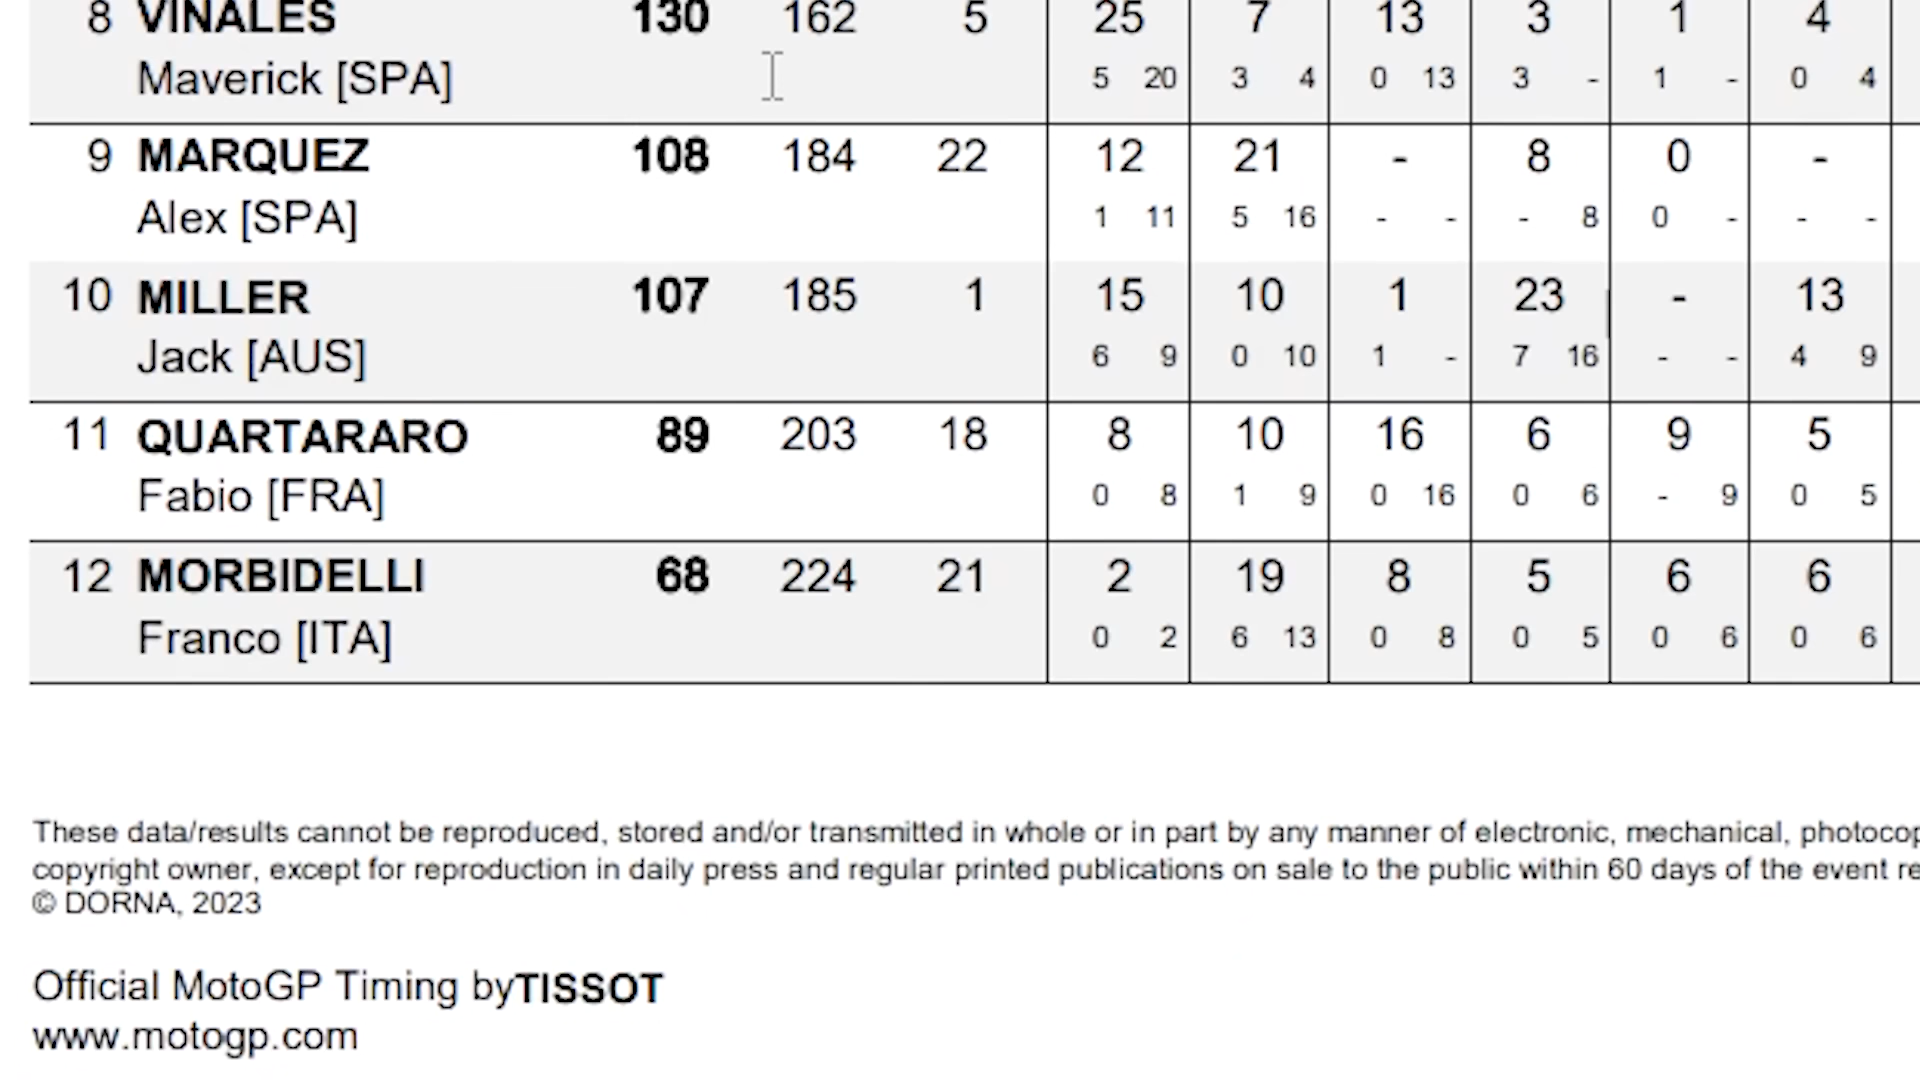 8 VINALES 130 162 5 25 7 13 3 1 4
Maverick [SPA] 5 20 3 4 0 13 3 - 1 - 0 4
9 MARQUEZ 108 184 22 12 21 - 8 0 -
Alex [SPA] 1 11 5 16 - - - 8 0 - - -
10 MILLER 107 185 1 15 10 1 23 - 13
Jack [AUS] 6 9 0 10 1 - 7 16 - - 4 9
11 QUARTARARO 89 203 18 8 10 16 6 9 5
Fabio [FRA] 0 8 1 9 0 16 0 6 - 9 0 5
12 MORBIDELLI 68 224 21 2 19 8 5 6 6
Franco [ITA] 0 2 6 13 0 8 0 5 0 6 0 6
These data/results cannot be reproduced, stored and/or transmitted in whole or in part by any manner of electronic, mechanical, photocop
copyright owner, except for reproduction in daily press and regular printed publications on sale to the public within 60 days of the event re
© DORNA, 2023
Official MotoGP Timing byTISSOT
www.motogp.com